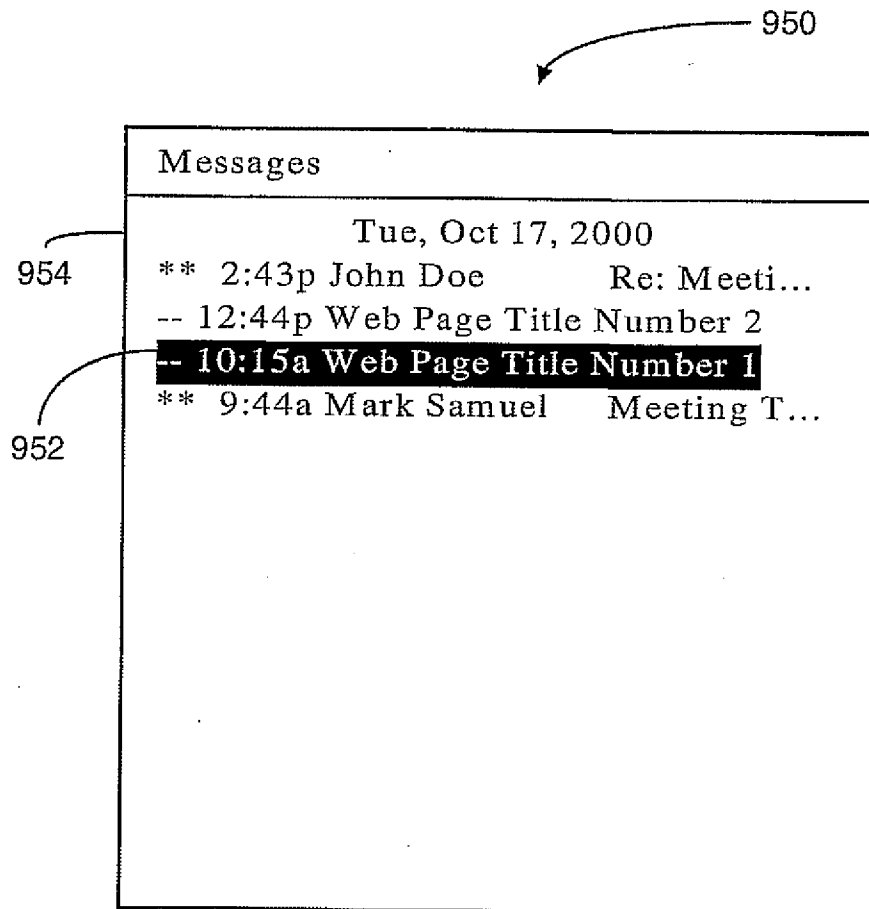 950
Messages
Tue, Oct 17, 2000
954
** 2:43p John Doe Re: Meeti...
-- 12:44p Web Page Title Number 2
-- 10:15a Web Page Title Number 1
** 9:44a Mark Samuel Meeting T...
952